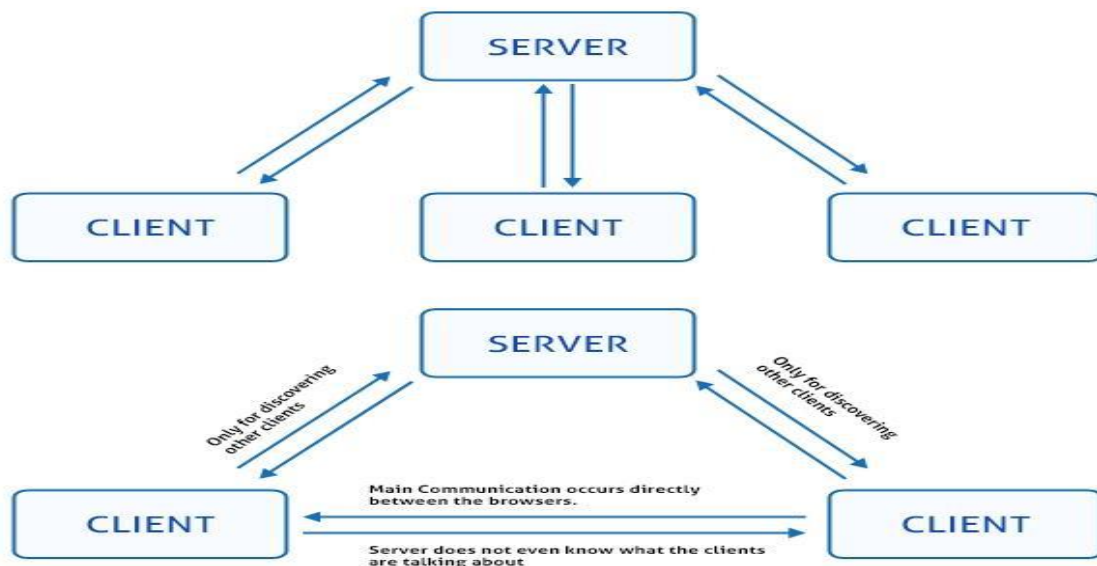 SERVER
CLIENT
CLIENT
CLIENT
SERVER
Only for discovering
other clients
Only for discovering
other clients
Main Communication occurs directly
between the browsers.
CLIENT
CLIENT
Server does not even know what the clients
are talking about